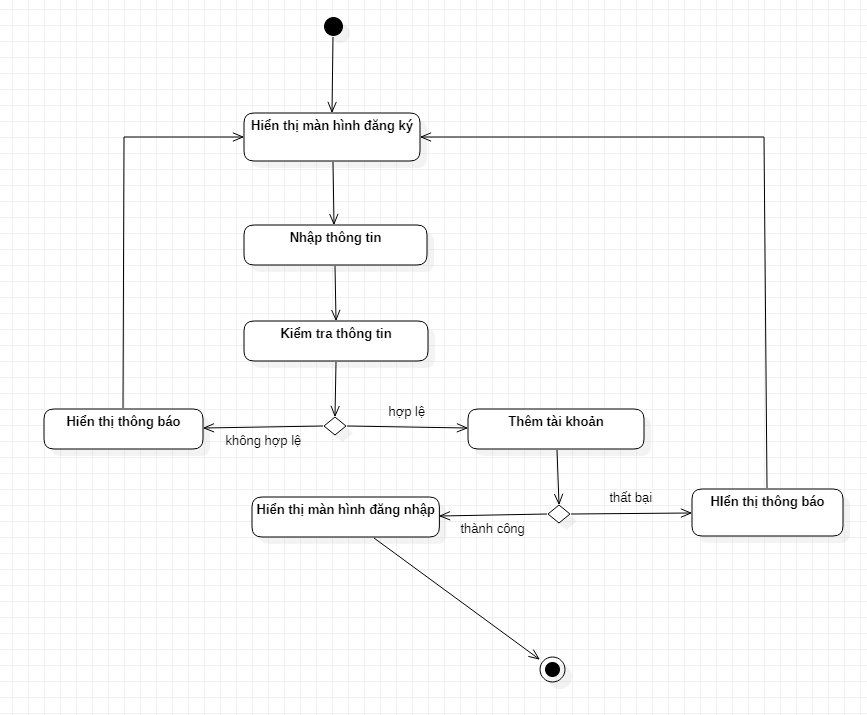 Hiển thị màn hình đăng ký
Nhập thông tin
Kiểm tra thông tin
hợp lệ
Hiển thị thông báo
không hợp lệ
Thêm tài khoản
thất bại
HIển thị thông báo
Hiển thị màn hình đăng nhập
thành công